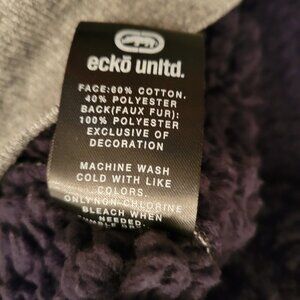 eckō unltd.
FACE:60% COTTON,
40% POLYESTER
BACK(FAUX FUR):
100% POLYESTER
EXCLUSIVE OF
DECORATION
MACHINE WASH
COLD WITH LIKE
COLORS.
ONLY NON-CHLORINE
BLEACH WHEN
NEEDED.